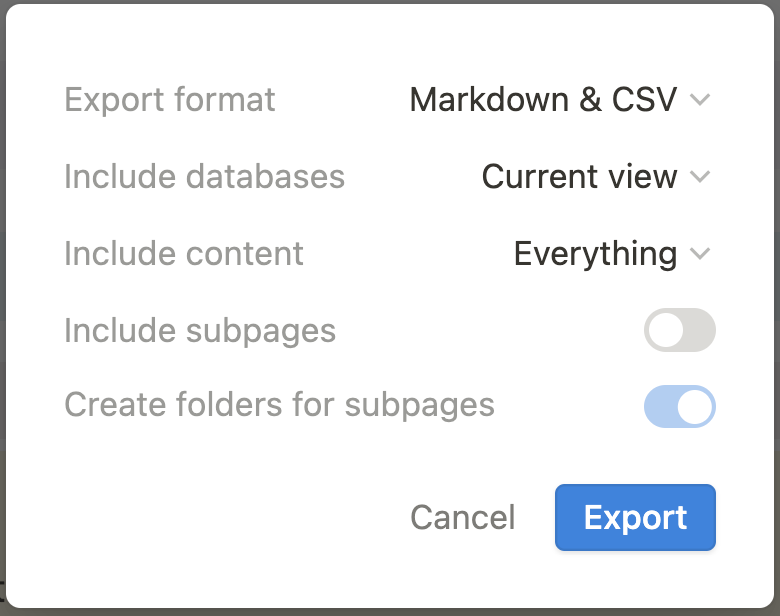 Export format Markdown & CSV
Include databases Current view
Include content Everything
Include subpages
Create folders for subpages
Cancel Export